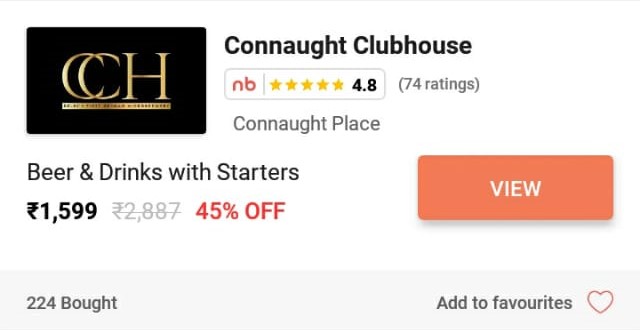 CCH
Connaught Clubhouse
nb 4.8 (74 ratings)
Connaught Place
Beer & Drinks with Starters
₹1,599 ₹2,887 45% OFF
VIEW
224 Bought
Add to favourites